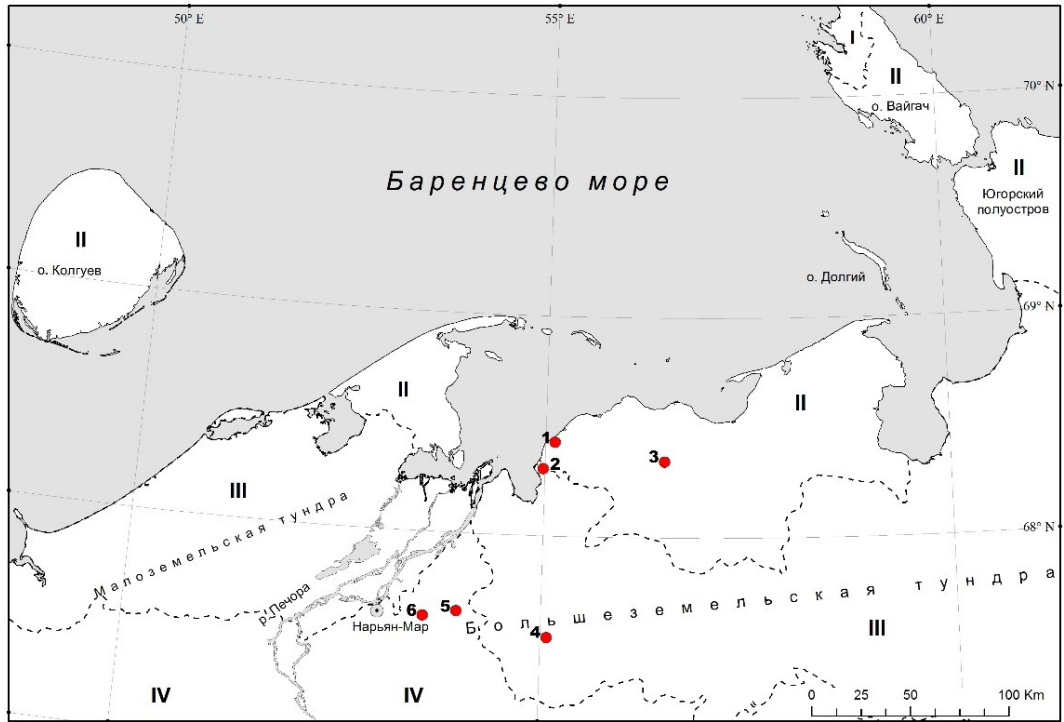 50° E
55° E
60° E
I
II
о. Вайгач
70° N
II
Югорский
полуостров
Баренцево море
II
о. Колгуев
о. Долгий
69° N
II
II
1
2
3
III
Малоземельская тундра
68° N
р. Печора
Нарьян-Мар
6
5
4
Большеземельская тундра
III
IV
IV
0 25 50 100 Км